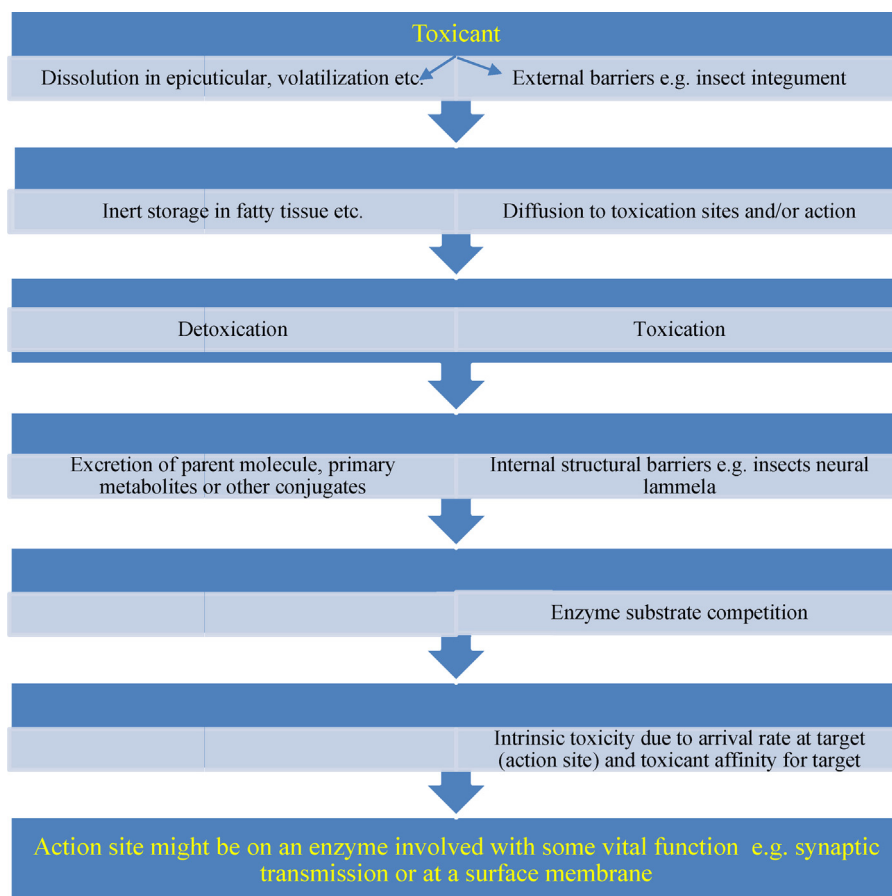 Toxicant
Dissolution in epicuticular, volatilization etc.
External barriers e.g. insect integument
Inert storage in fatty tissue etc.
Diffusion to toxication sites and/or action
Detoxication
Toxication
Excretion of parent molecule, primary
metabolites or other conjugates
Internal structural barriers e.g. insects neural
lammela
Enzyme substrate competition
Intrinsic toxicity due to arrival rate at target
(action site) and toxicant affinity for target
Action site might be on an enzyme involved with some vital function e.g. synaptic
transmission or at a surface membrane